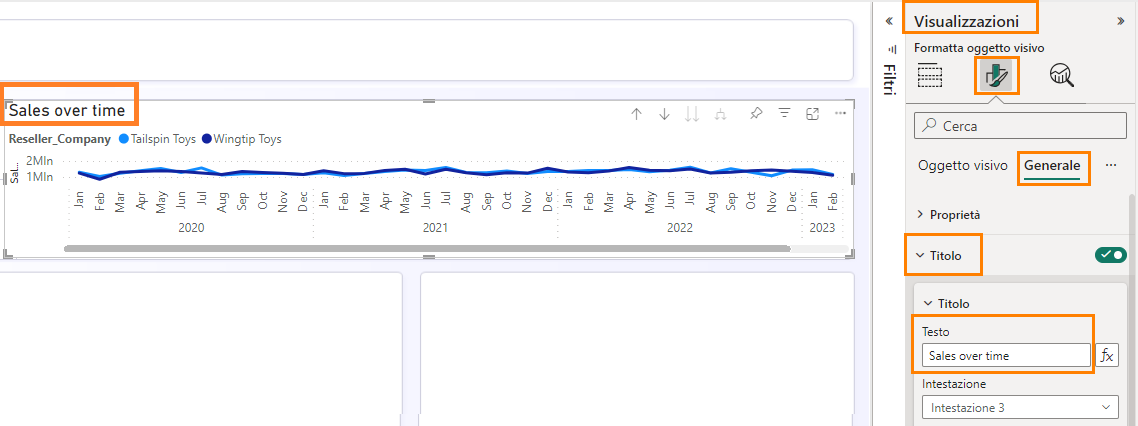 Sales over time
Reseller_Company Tailspin Toys Wingtip Toys
Sal...
2Mln
1Mln
Jan Feb Mar Apr May Jun Jul Aug Sep Oct Nov Dec Jan Feb Mar Apr May Jun Jul Aug Sep Oct Nov Dec Jan Feb Mar Apr May Jun Jul Aug Sep Oct Nov Dec Jan Feb
2020 2021 2022 2023
Filtri
Visualizzazioni
Formatta oggetto visivo
Cerca
Oggetto visivo Generale ...
Proprietà
Titolo
Titolo
Testo
Sales over time
fx
Intestazione
Intestazione 3